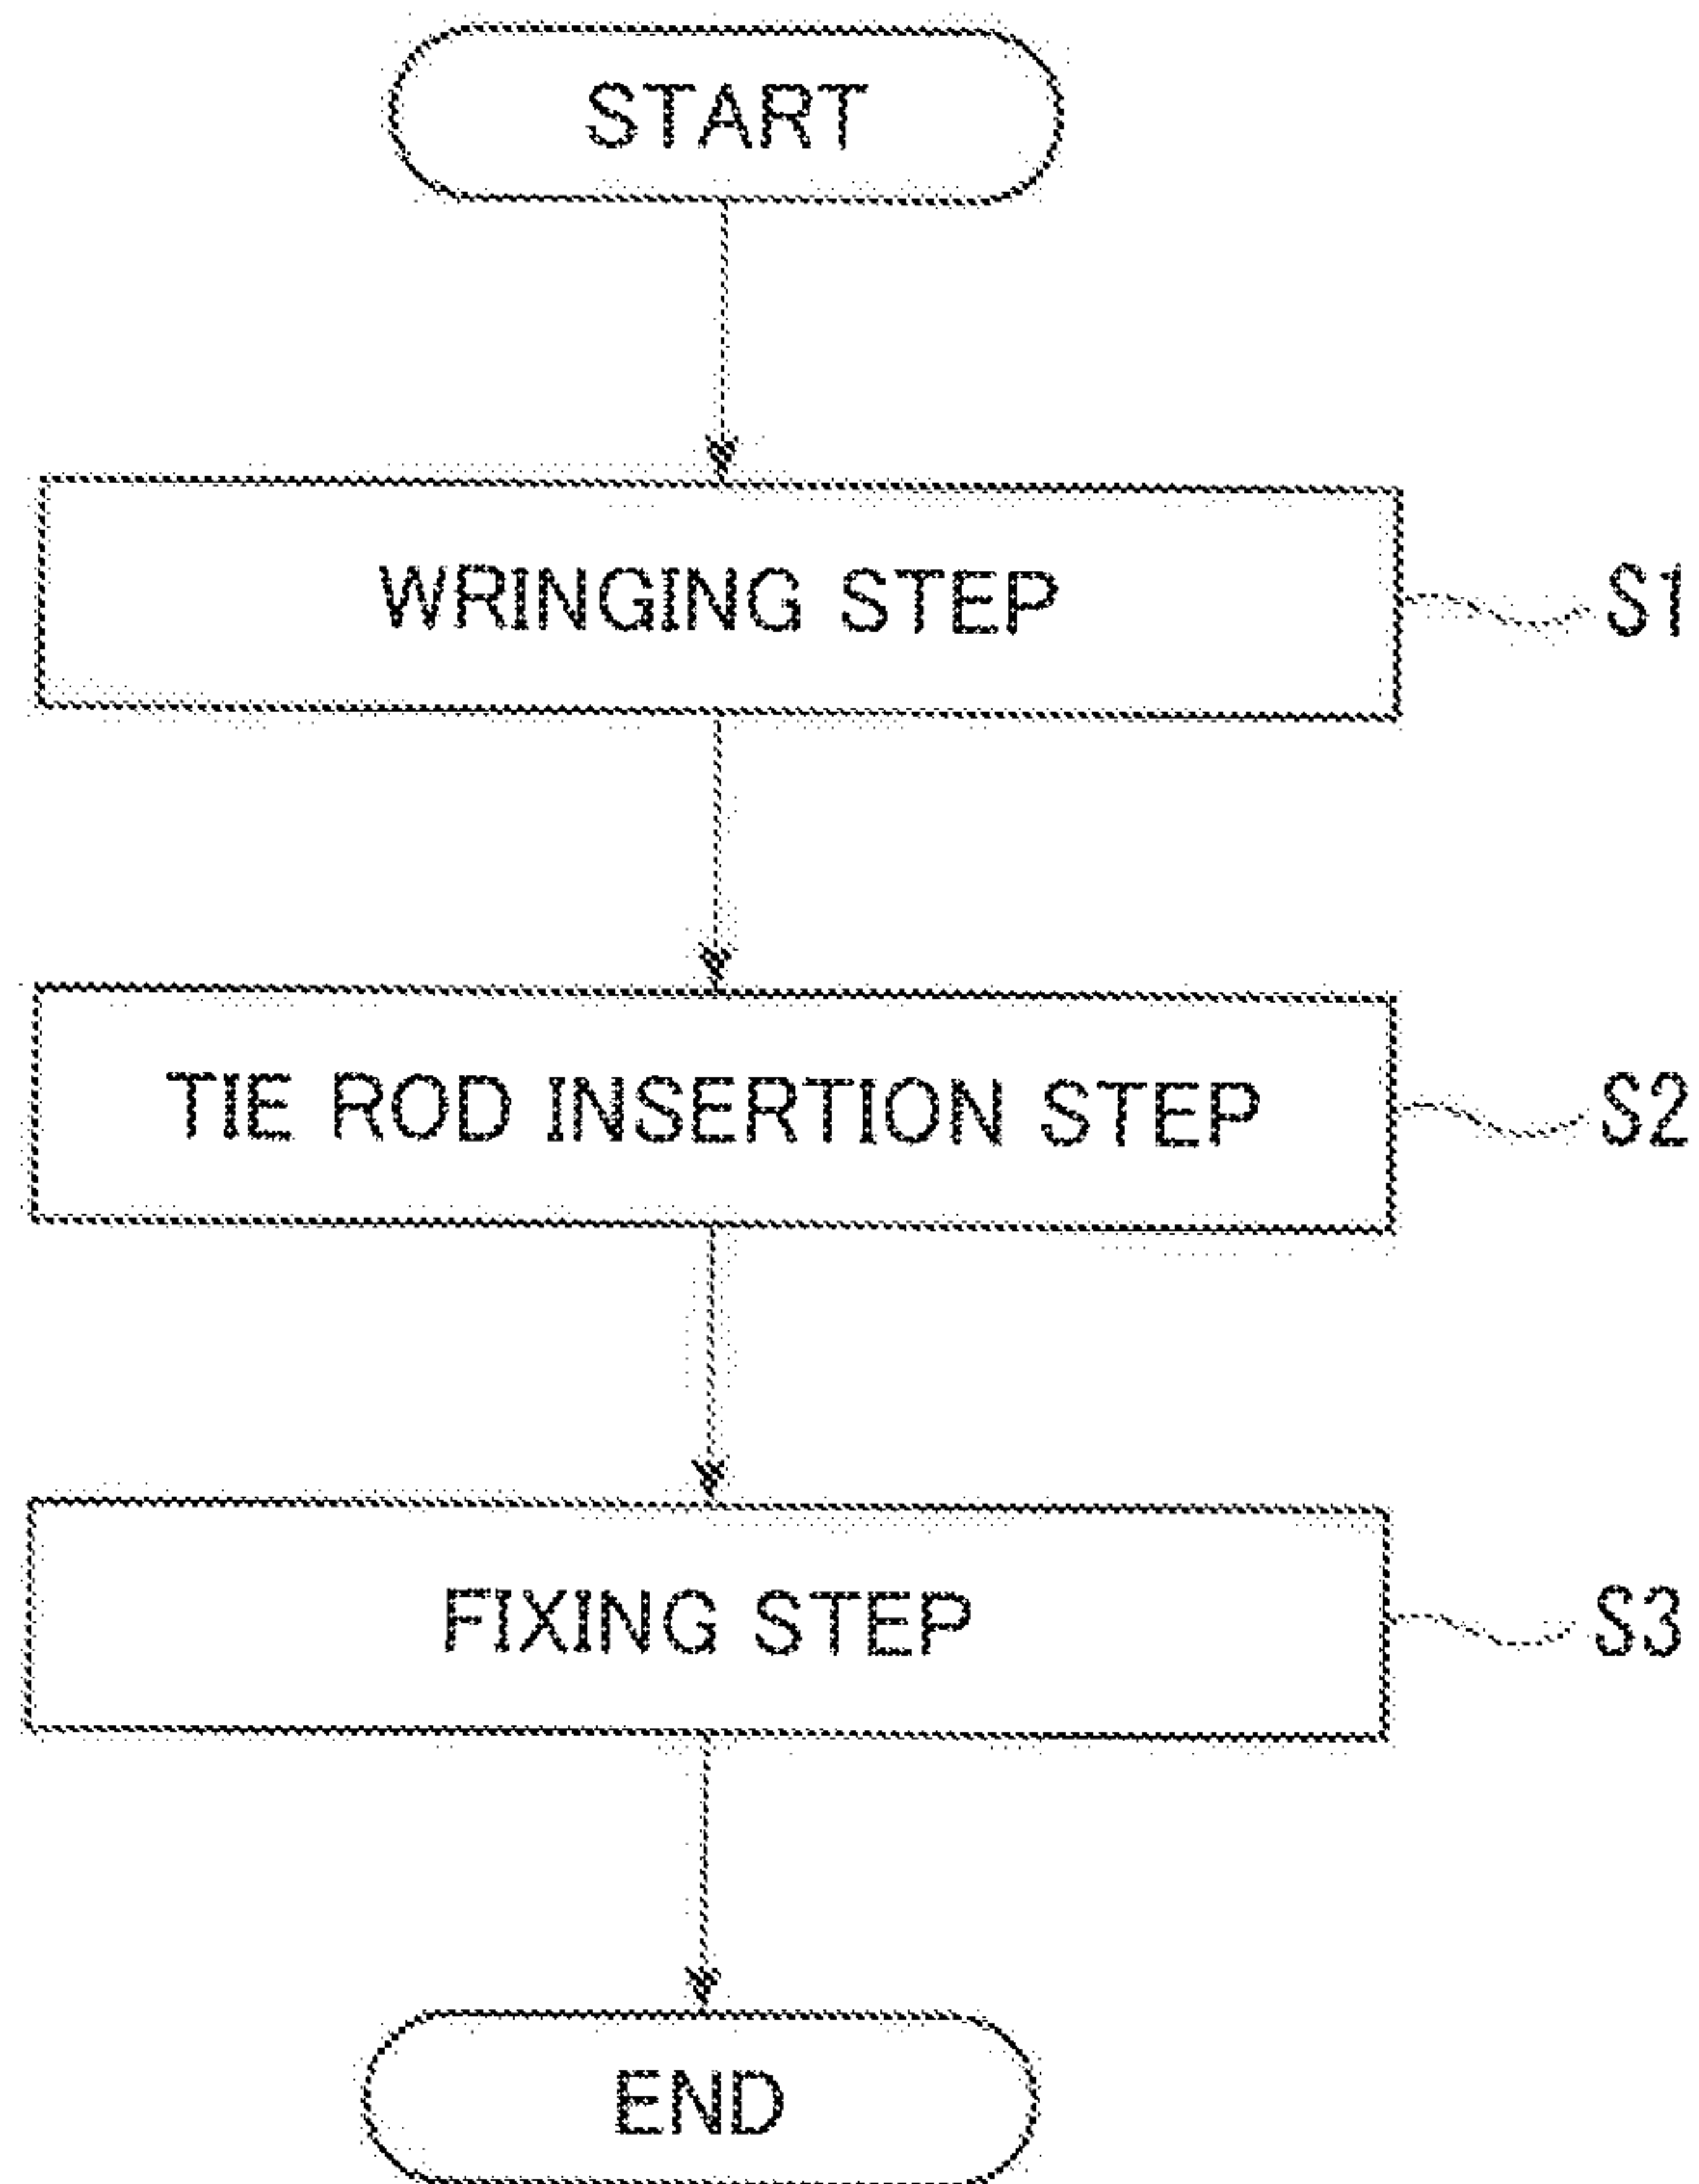 START
WRINGING STEP
S1
TIE ROD INSERTION STEP
S2
FIXING STEP
S3
END